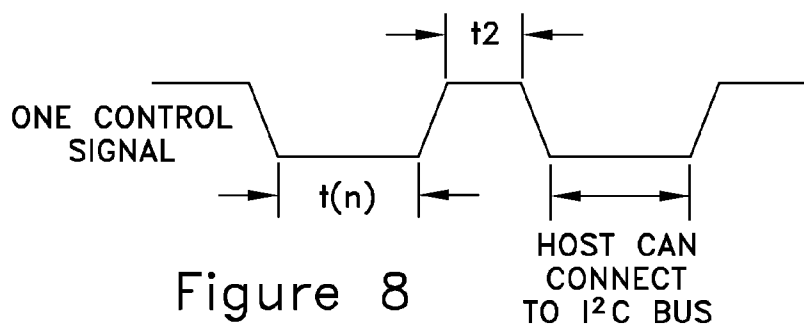 t2
ONE CONTROL
SIGNAL
t(n)
HOST CAN
CONNECT
TO I²C BUS
Figure 8